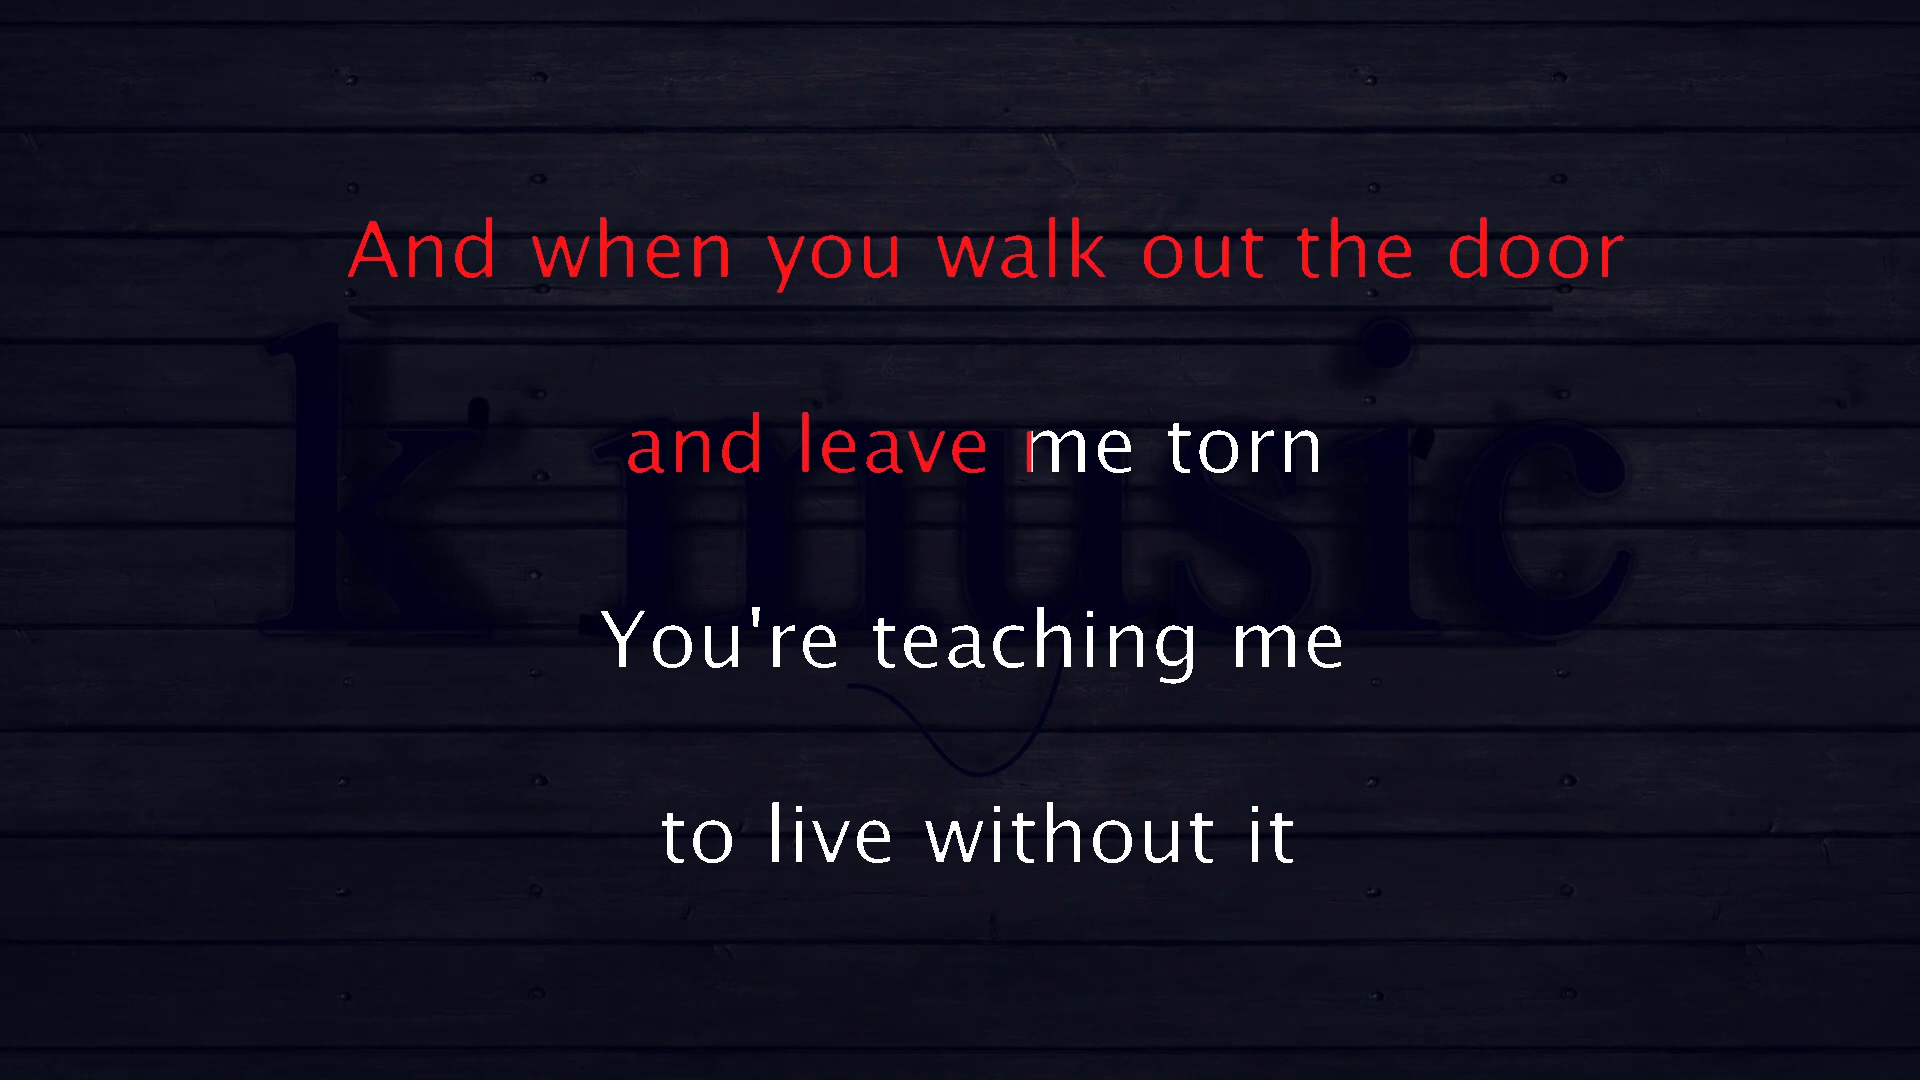 And when you walk out the door
and leave me torn
You're teaching me
to live without it
k music